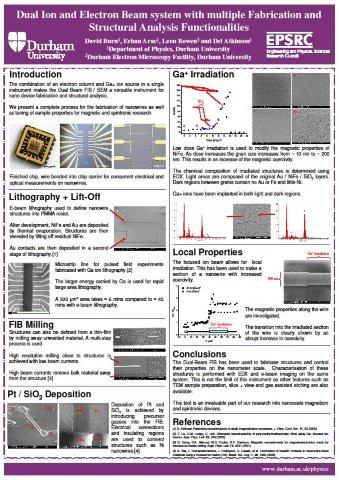 Dual Ion and Electron Beam system with multiple Fabrication and
Structural Analysis Functionalities
David Burn¹, Erhan Arac¹, Leon Bowen² and Del Atkinson¹
¹Department of Physics, Durham University
²Durham Electron Microscopy Facility, Durham University
Durham
University
EPSRC
Engineering and Physical Sciences
Research Council
Introduction
The combination of an electron column and Ga+ ion source in a single
instrument makes the Dual Beam FIB / SEM a versatile instrument for
nano device fabrication and structural analysis.
We present a complete process for the fabrication of nanowires as well
as tuning of sample properties for magnetic and spintronic research.
Finished chip, wire bonded into chip carrier for concurrent electrical and
optical measurements on nanowires.
Lithography + Lift-Off
E-beam lithography used to define nanowire
structures into PMMA resist.
After development, NiFe and Au are deposited
by thermal evaporation. Structures are then
revealed by lifting off residual NiFe.
Au contacts are then deposited in a second
stage of lithography.[1]
Microstrip line for pulsed field experiments
fabricated with Ga ion lithography.[2]
The larger energy carried by Ga is used for rapid
large area lithography.
A 500 µm² area takes ≈ 6 mins compared to ≈ 45
mins with e-beam lithography.
FIB Milling
Structures can also be defined from a thin-film
by milling away unwanted material. A multi-step
process is used.
High resolution milling close to structures is
achieved with low beam currents.
High beam currents remove bulk material away
from the structure.[3]
Pt / SiOx Deposition
Deposition of Pt and
SiOx is achieved by
introducing precursor
gasses into the FIB.
Electrical connections
and insulating regions
are used to connect
structures such as Ni
nanowires.[4]
Ga⁺ Irradiation
Low dose Ga⁺ irradiation is used to modify the magnetic properties of
NiFe. As dose increases the grain size increases from ~ 10 nm to ~ 200
nm. This results in an increase of the magnetic coercivity.
The chemical composition of irradiated structures is determined using
EDX. Light areas are composed of the original Au / NiFe / SiO₂ layers.
Dark regions between grains contain no Au or Fe and little Ni.
Ga+ ions have been implanted in both light and dark regions.
Local Properties
The focused ion beam allows for local
irradiation. This has been used to make a
section of a nanowire with increased
coercivity.
The magnetic properties along the wire
are investigated.
The transition into the irradiated section
of the wire is clearly shown by an
abrupt increase in coercivity.
Conclusions
The Dual-Beam FIB has been used to fabricate structures and control
their properties on the nanometer scale. Characterisation of these
structures is performed with EDX and e-beam imaging on the same
system. This is not the limit of this instrument as other features such as
TEM sample preparation, slice + view and gas assisted etching are also
available.
This tool is an invaluable part of our research into nanoscale magnetism
and spintronic devices.
References
www.durham.ac.uk/physics